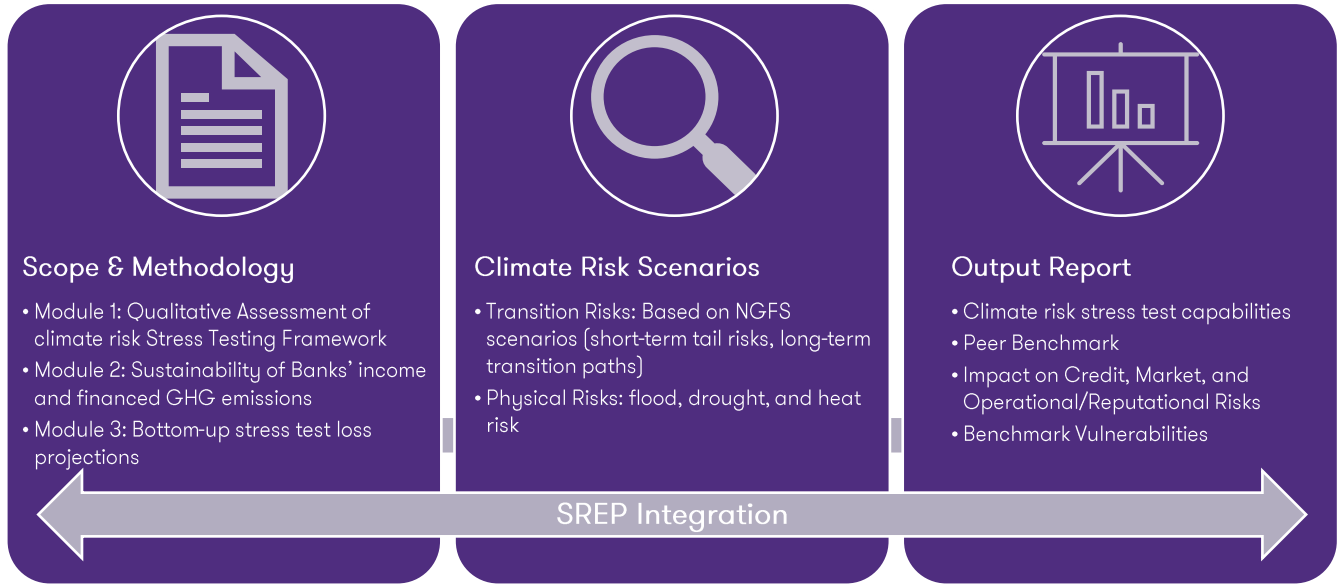 Scope & Methodology
• Module 1: Qualitative Assessment of
climate risk Stress Testing Framework
• Module 2: Sustainability of Banks’ income
and financed GHG emissions
• Module 3: Bottom-up stress test loss
projections
Climate Risk Scenarios
• Transition Risks: Based on NGFS
scenarios (short-term tail risks, long-term
transition paths)
• Physical Risks: flood, drought, and heat
risk
Output Report
• Climate risk stress test capabilities
• Peer Benchmark
• Impact on Credit, Market, and
Operational/Reputational Risks
• Benchmark Vulnerabilities
SREP Integration